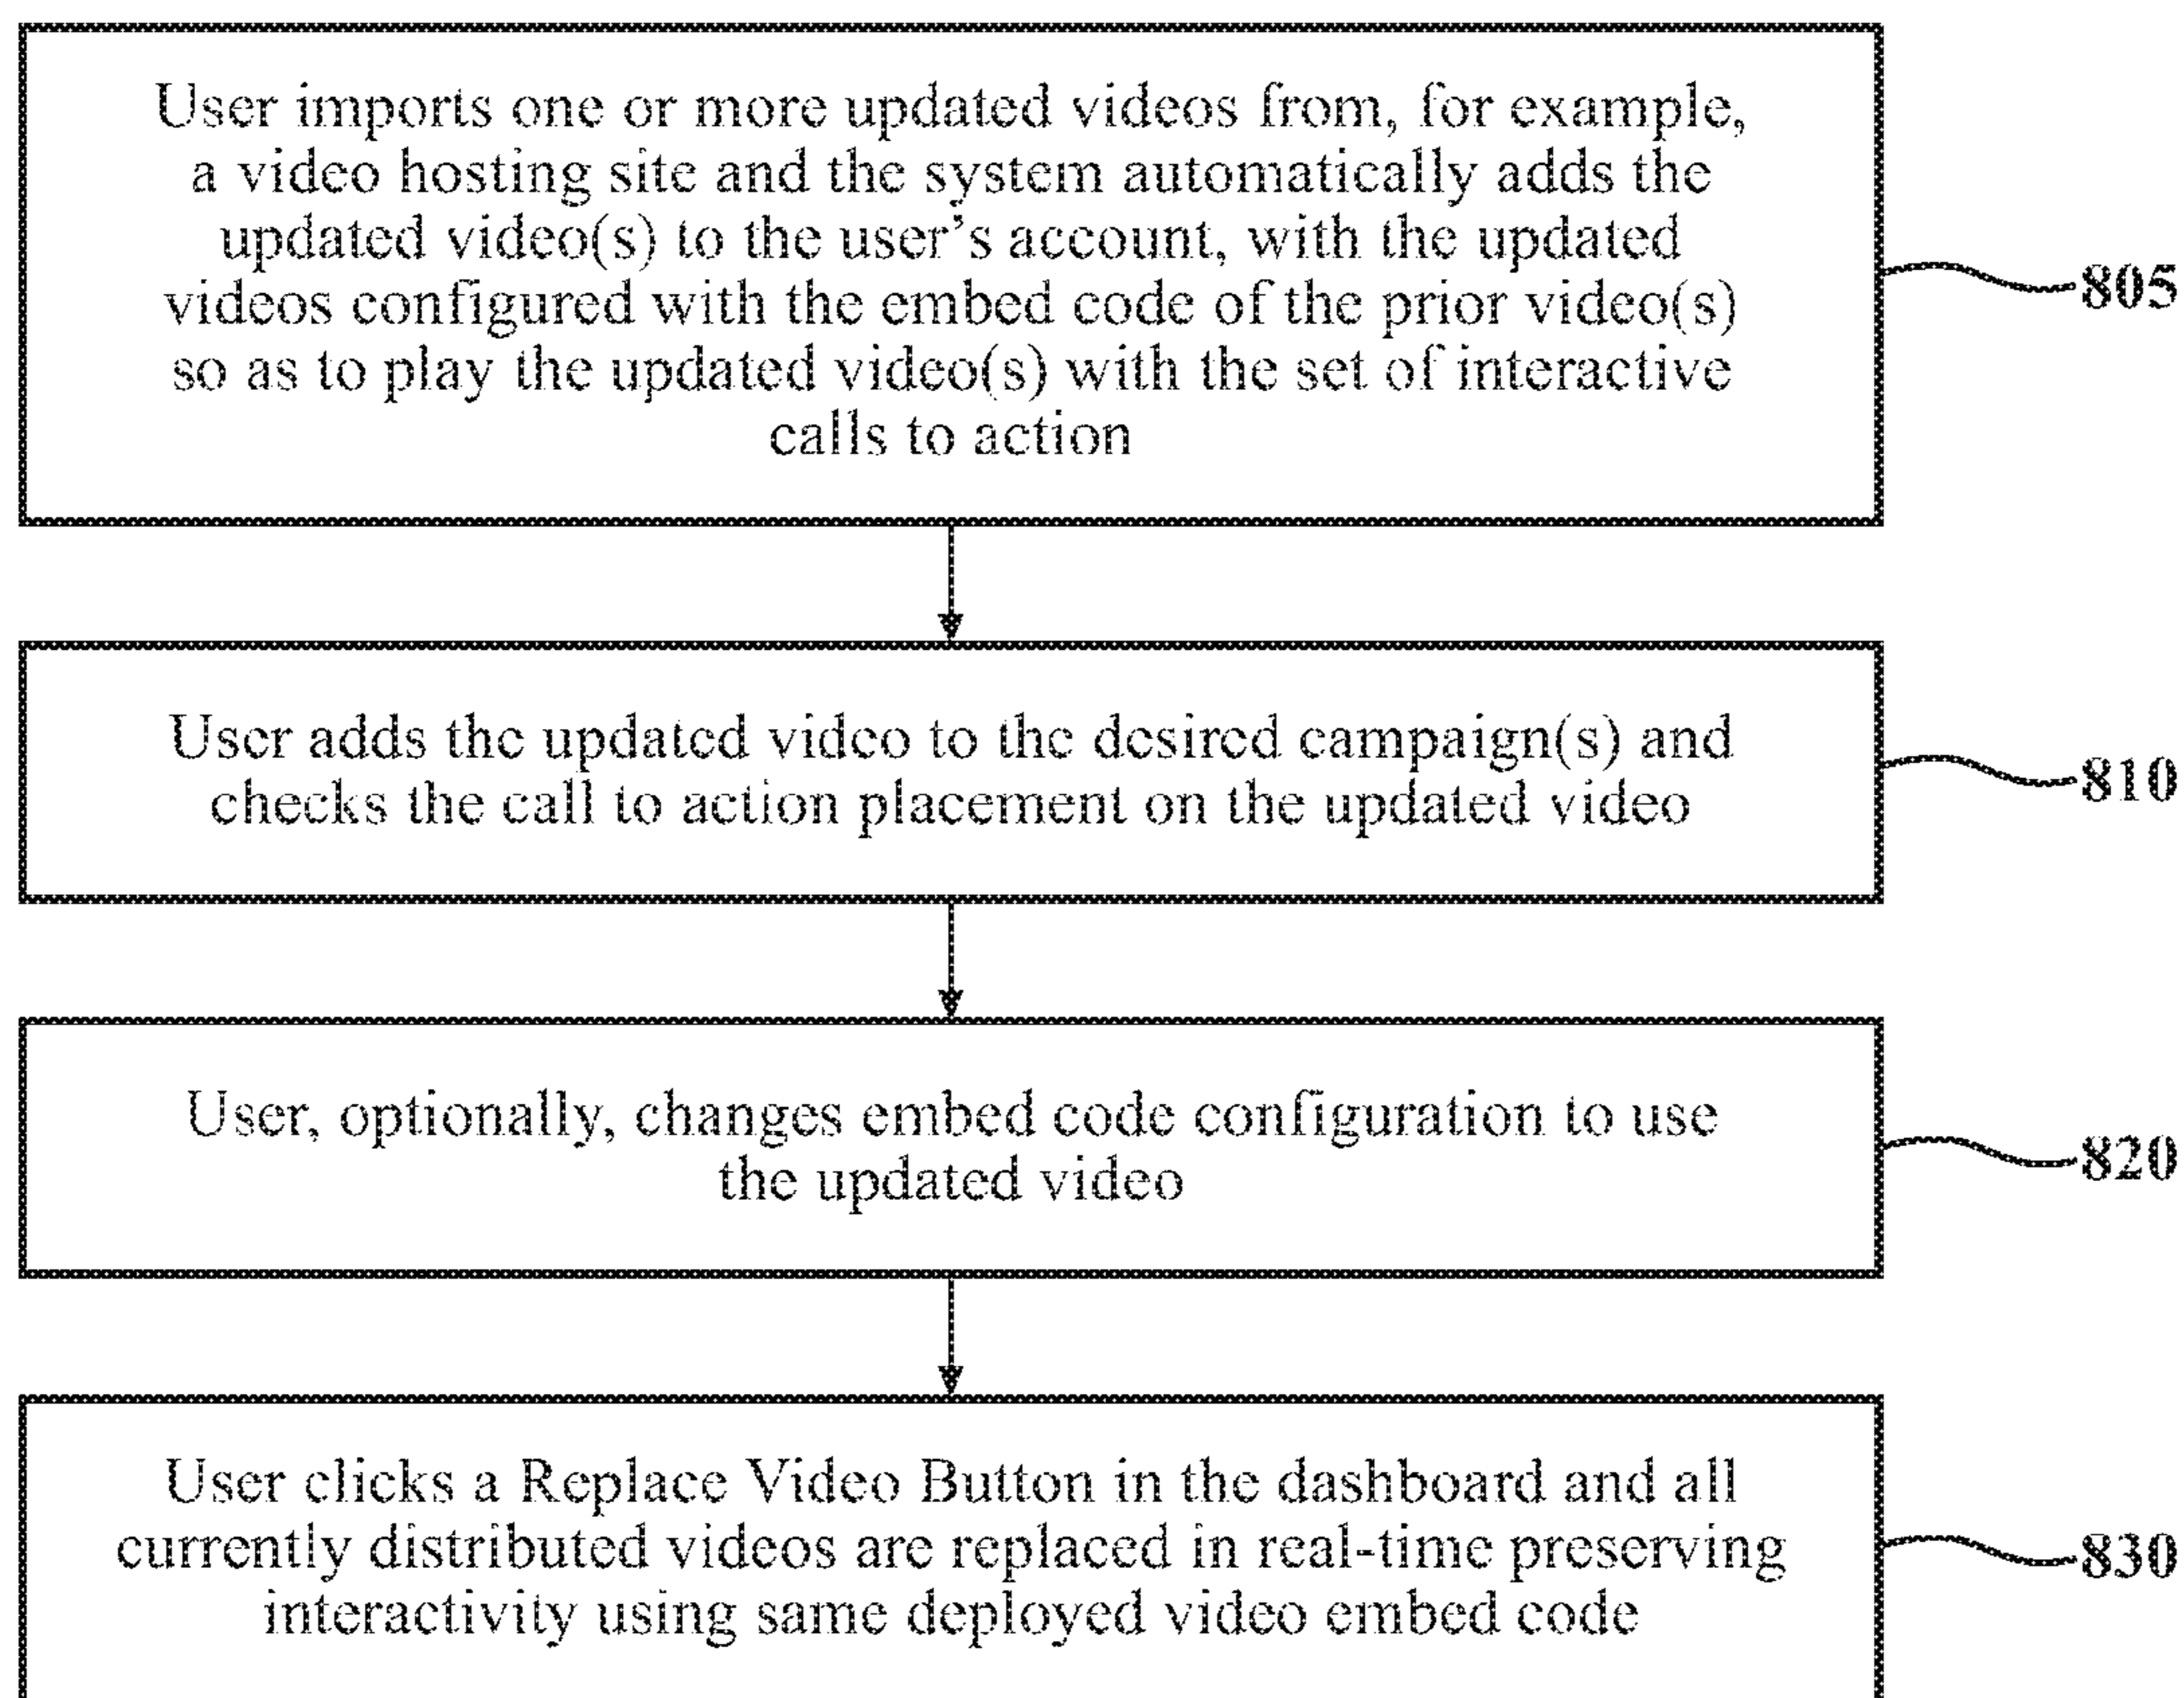 User imports one or more updated videos from, for example,
a video hosting site and the system automatically adds the
updated video(s) to the user's account, with the updated
videos configured with the embed code of the prior video(s)
so as to play the updated video(s) with the set of interactive
calls to action
805
User adds the updated video to the desired campaign(s) and
checks the call to action placement on the updated video
810
User, optionally, changes embed code configuration to use
the updated video
820
User clicks a Replace Video Button in the dashboard and all
currently distributed videos are replaced in real-time preserving
interactivity using same deployed video embed code
830